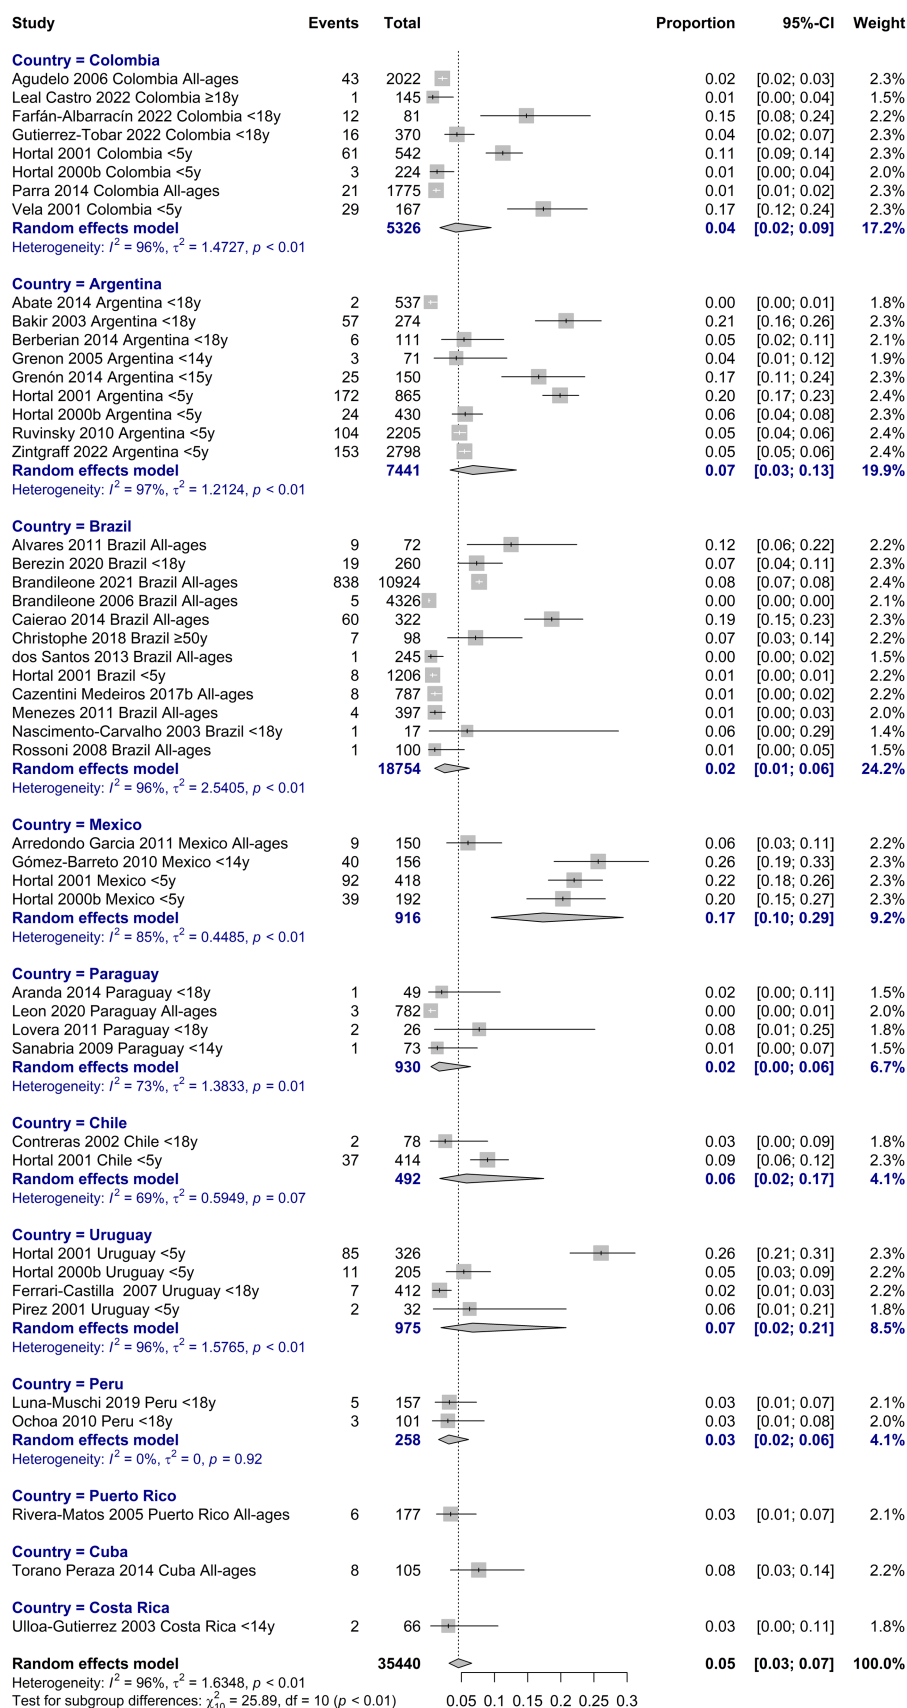 Study Events Total Proportion 95%-CI Weight
Country = Colombia
Agudelo 2006 Colombia All-ages 43 2022 0.02 [0.02; 0.03] 2.3%
Leal Castro 2022 Colombia ≥18y 1 145 0.01 [0.00; 0.04] 1.5%
Farfán-Albarracín 2022 Colombia <18y 12 81 0.15 [0.08; 0.24] 2.3%
Gutierrez-Tobar 2022 Colombia <18y 16 370 0.04 [0.02; 0.07] 2.3%
Hortal 2001 Colombia <5y 61 542 0.11 [0.09; 0.14] 2.3%
Hortal 2000b Colombia <5y 3 224 0.01 [0.00; 0.04] 2.0%
Parra 2014 Colombia All-ages 21 1775 0.01 [0.01; 0.02] 2.3%
Vela 2001 Colombia <5y 29 167 0.17 [0.12; 0.24] 2.3%
Random effects model 5326 0.04 [0.02; 0.09] 17.2%
Heterogeneity: I² = 96%, τ² = 1.4727, p < 0.01
Country = Argentina
Abate 2014 Argentina <18y 2 537 0.00 [0.00; 0.01] 1.8%
Bakir 2003 Argentina <18y 57 274 0.21 [0.16; 0.26] 2.3%
Berberian 2014 Argentina <18y 6 111 0.05 [0.02; 0.11] 2.1%
Grenon 2005 Argentina <14y 3 71 0.04 [0.01; 0.12] 1.9%
Grenón 2014 Argentina <15y 25 150 0.17 [0.11; 0.24] 2.3%
Hortal 2001 Argentina <5y 172 865 0.20 [0.17; 0.23] 2.4%
Hortal 2000b Argentina <5y 24 430 0.06 [0.04; 0.08] 2.3%
Ruvinsky 2010 Argentina <5y 104 2205 0.05 [0.04; 0.06] 2.4%
Zintgraff 2022 Argentina <5y 153 2798 0.05 [0.05; 0.06] 2.4%
Random effects model 7441 0.07 [0.03; 0.13] 19.9%
Heterogeneity: I² = 97%, τ² = 1.2124, p < 0.01
Country = Brazil
Alvares 2011 Brazil All-ages 9 72 0.12 [0.06; 0.22] 2.2%
Berezin 2020 Brazil <18y 19 260 0.07 [0.04; 0.11] 2.3%
Brandileone 2021 Brazil All-ages 838 10924 0.08 [0.07; 0.08] 2.4%
Brandileone 2006 Brazil All-ages 5 4326 0.00 [0.00; 0.00] 2.1%
Caierao 2014 Brazil All-ages 60 322 0.19 [0.15; 0.23] 2.3%
Christophe 2018 Brazil ≥50y 7 98 0.07 [0.03; 0.14] 2.2%
dos Santos 2013 Brazil All-ages 1 245 0.00 [0.00; 0.02] 1.5%
Hortal 2001 Brazil <5y 8 1206 0.01 [0.00; 0.01] 2.2%
Cazentini Medeiros 2017b All-ages 8 787 0.01 [0.00; 0.02] 2.2%
Menezes 2011 Brazil All-ages 4 397 0.01 [0.00; 0.03] 2.0%
Nascimento-Carvalho 2003 Brazil <18y 1 17 0.06 [0.00; 0.29] 1.4%
Rossoni 2008 Brazil All-ages 1 100 0.01 [0.00; 0.05] 1.5%
Random effects model 18754 0.02 [0.01; 0.06] 24.2%
Heterogeneity: I² = 96%, τ² = 2.5405, p < 0.01
Country = Mexico
Arredondo Garcia 2011 Mexico All-ages 9 150 0.06 [0.03; 0.11] 2.2%
Gómez-Barreto 2010 Mexico <14y 40 156 0.26 [0.19; 0.33] 2.3%
Hortal 2001 Mexico <5y 92 418 0.22 [0.18; 0.26] 2.3%
Hortal 2000b Mexico <5y 39 192 0.20 [0.15; 0.27] 2.3%
Random effects model 916 0.17 [0.10; 0.29] 9.2%
Heterogeneity: I² = 85%, τ² = 0.4485, p < 0.01
Country = Paraguay
Aranda 2014 Paraguay <18y 1 49 0.02 [0.00; 0.11] 1.5%
Leon 2020 Paraguay All-ages 3 782 0.00 [0.00; 0.01] 2.0%
Lovera 2011 Paraguay <18y 2 26 0.08 [0.01; 0.25] 1.8%
Sanabria 2009 Paraguay <14y 1 73 0.01 [0.00; 0.07] 1.5%
Random effects model 930 0.02 [0.00; 0.06] 6.7%
Heterogeneity: I² = 73%, τ² = 1.3833, p = 0.01
Country = Chile
Contreras 2002 Chile <18y 2 78 0.03 [0.00; 0.09] 1.8%
Hortal 2001 Chile <5y 37 414 0.09 [0.06; 0.12] 2.3%
Random effects model 492 0.06 [0.02; 0.17] 4.1%
Heterogeneity: I² = 69%, τ² = 0.5949, p = 0.07
Country = Uruguay
Hortal 2001 Uruguay <5y 85 326 0.26 [0.21; 0.31] 2.3%
Hortal 2000b Uruguay <5y 11 205 0.05 [0.03; 0.09] 2.2%
Ferrari-Castilla 2007 Uruguay <18y 7 412 0.02 [0.01; 0.03] 2.2%
Pirez 2001 Uruguay <5y 2 32 0.06 [0.01; 0.21] 1.8%
Random effects model 975 0.07 [0.02; 0.21] 8.5%
Heterogeneity: I² = 96%, τ² = 1.5765, p < 0.01
Country = Peru
Luna-Muschi 2019 Peru <18y 5 157 0.03 [0.01; 0.07] 2.1%
Ochoa 2010 Peru <18y 3 101 0.03 [0.01; 0.08] 2.0%
Random effects model 258 0.03 [0.02; 0.06] 4.1%
Heterogeneity: I² = 0%, τ² = 0, p = 0.92
Country = Puerto Rico
Rivera-Matos 2005 Puerto Rico All-ages 6 177 0.03 [0.01; 0.07] 2.1%
Country = Cuba
Torano Peraza 2014 Cuba All-ages 8 105 0.08 [0.03; 0.14] 2.2%
Country = Costa Rica
Ulloa-Gutierrez 2003 Costa Rica <14y 2 66 0.03 [0.00; 0.11] 1.8%
Random effects model 35440 0.05 [0.03; 0.07] 100.0%
Heterogeneity: I² = 96%, τ² = 1.6348, p < 0.01
Test for subgroup differences: χ²₁₀ = 25.89, df = 10 (p < 0.01)
0.05 0.1 0.15 0.2 0.25 0.3